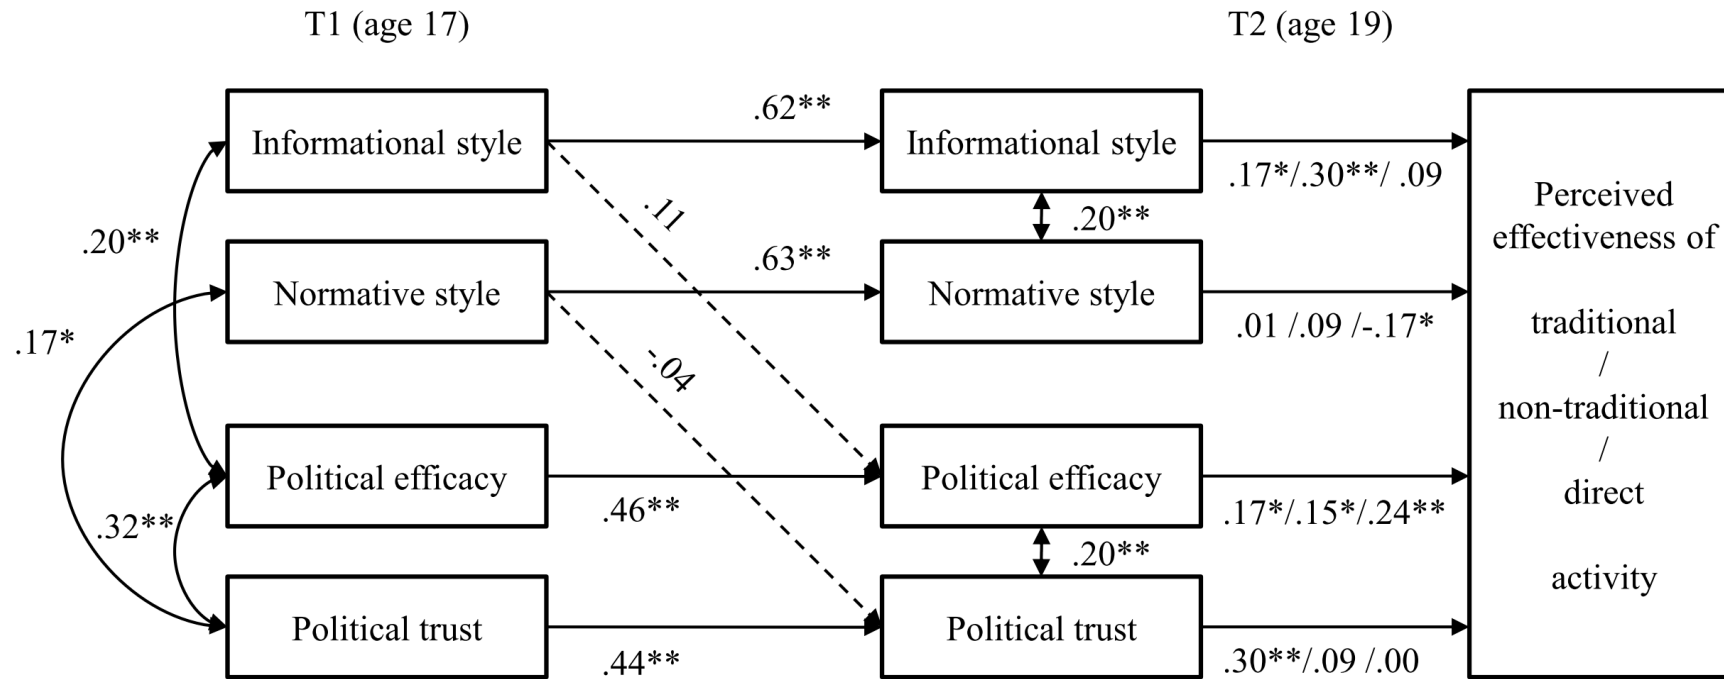 T1 (age 17)
T2 (age 19)
Informational style
.62**
Informational style
.17*/.30**/ .09
.20**
.11
.20**
Normative style
.63**
Normative style
.01 /.09 /-.17*
.17*
-.04
Political efficacy
.46**
Political efficacy
.17*/.15*/.24**
.32**
.20**
Political trust
.44**
Political trust
.30**/.09 /.00
Perceived
effectiveness of
traditional
/
non-traditional
/
direct
activity